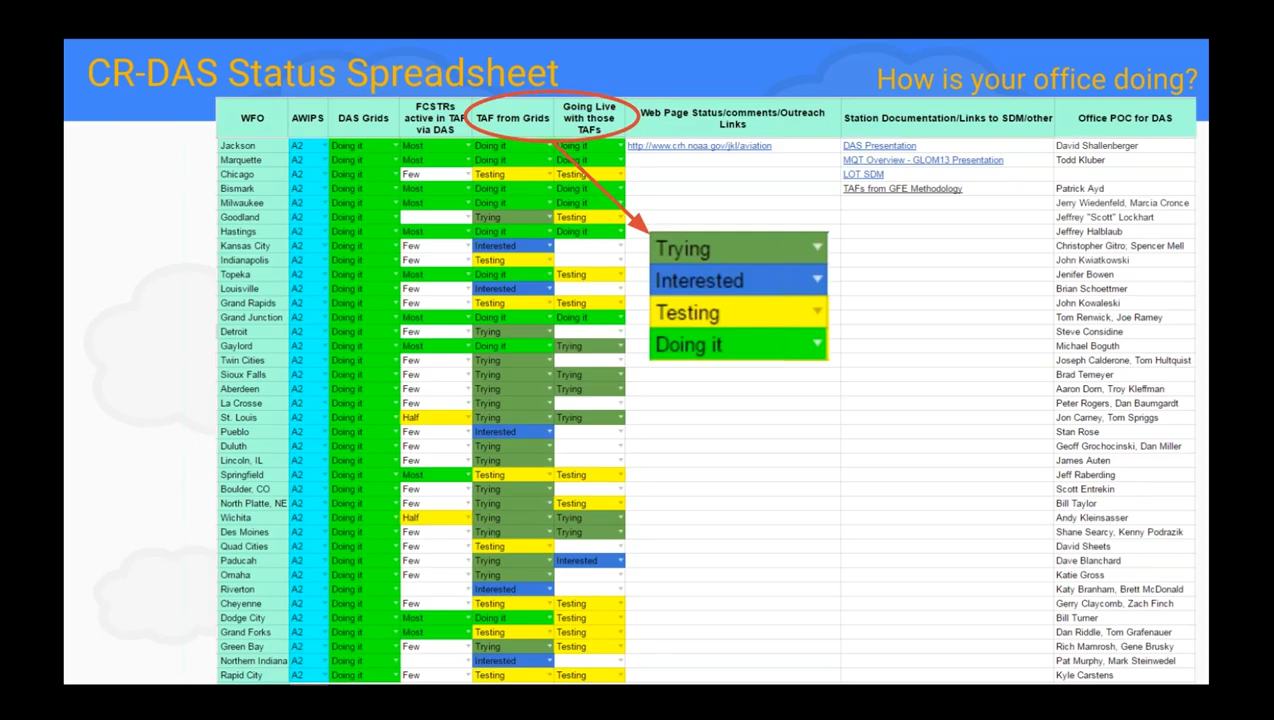 CR-DAS Status Spreadsheet
How is your office doing?
WFO AWIPS DAS Grids FCSTRs active in TAF via DAS TAF from Grids Going Live with those TAFs Web Page Status/comments/Outreach Links Station Documentation/Links to SDM/other Office POC for DAS
Jackson A2 Doing it Most Doing it Doing it http://www.crh.noaa.gov/jkl/aviation DAS Presentation David Shallenberger
Marquette A2 Doing it Most Doing it Doing it MQT Overview - GLOM13 Presentation Todd Kluber
Chicago A2 Doing it Few Testing Testing LOT SDM
Bismark A2 Doing it Most Doing it Doing it TAFs from GFE Methodology Patrick Ayd
Milwaukee A2 Doing it Most Doing it Doing it Jerry Wiedenfeld, Marcia Cronce
Goodland A2 Doing it Trying Testing Jeffrey "Scott" Lockhart
Hastings A2 Doing it Most Doing it Doing it Jeffrey Halblaub
Kansas City A2 Doing it Few Interested Christopher Gitro; Spencer Mell
Indianapolis A2 Doing it Few Testing John Kwiatkowski
Topeka A2 Doing it Most Doing it Testing Jenifer Bowen
Louisville A2 Doing it Few Interested Brian Schoettmer
Grand Rapids A2 Doing it Few Testing Testing John Kowaleski
Grand Junction A2 Doing it Most Doing it Doing it Tom Renwick, Joe Ramey
Detroit A2 Doing it Few Trying Steve Considine
Gaylord A2 Doing it Most Doing it Trying Michael Boguth
Twin Cities A2 Doing it Few Trying Joseph Calderone, Tom Hultquist
Sioux Falls A2 Doing it Few Trying Trying Brad Temeyer
Aberdeen A2 Doing it Few Trying Trying Aaron Dorn, Troy Kleffman
La Crosse A2 Doing it Few Trying Peter Rogers, Dan Baumgardt
St. Louis A2 Doing it Half Trying Trying Jon Carney, Tom Spriggs
Pueblo A2 Doing it Few Interested Stan Rose
Duluth A2 Doing it Few Trying Geoff Grochocinski, Dan Miller
Lincoln, IL A2 Doing it Few Trying James Auten
Springfield A2 Doing it Most Testing Testing Jeff Raberding
Boulder, CO A2 Doing it Few Trying Scott Entrekin
North Platte, NE A2 Doing it Few Trying Testing Bill Taylor
Wichita A2 Doing it Half Trying Trying Andy Kleinsasser
Des Moines A2 Doing it Few Trying Trying Shane Searcy, Kenny Podrazik
Quad Cities A2 Doing it Few Testing David Sheets
Paducah A2 Doing it Few Trying Interested Dave Blanchard
Omaha A2 Doing it Few Trying Katie Gross
Riverton A2 Doing it Interested Katy Branham, Brett McDonald
Cheyenne A2 Doing it Few Testing Testing Gerry Claycomb, Zach Finch
Dodge City A2 Doing it Most Doing it Testing Bill Turner
Grand Forks A2 Doing it Most Testing Testing Dan Riddle, Tom Grafenauer
Green Bay A2 Doing it Few Trying Testing Rich Mamrosh, Gene Brusky
Northern Indiana A2 Doing it Interested Pat Murphy, Mark Steinwedel
Rapid City A2 Doing it Few Testing Testing Kyle Carstens
Trying
Interested
Testing
Doing it